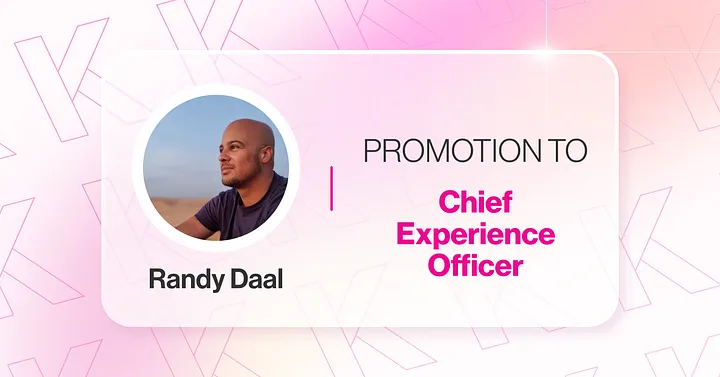 Randy Daal
PROMOTION TO
Chief
Experience
Officer